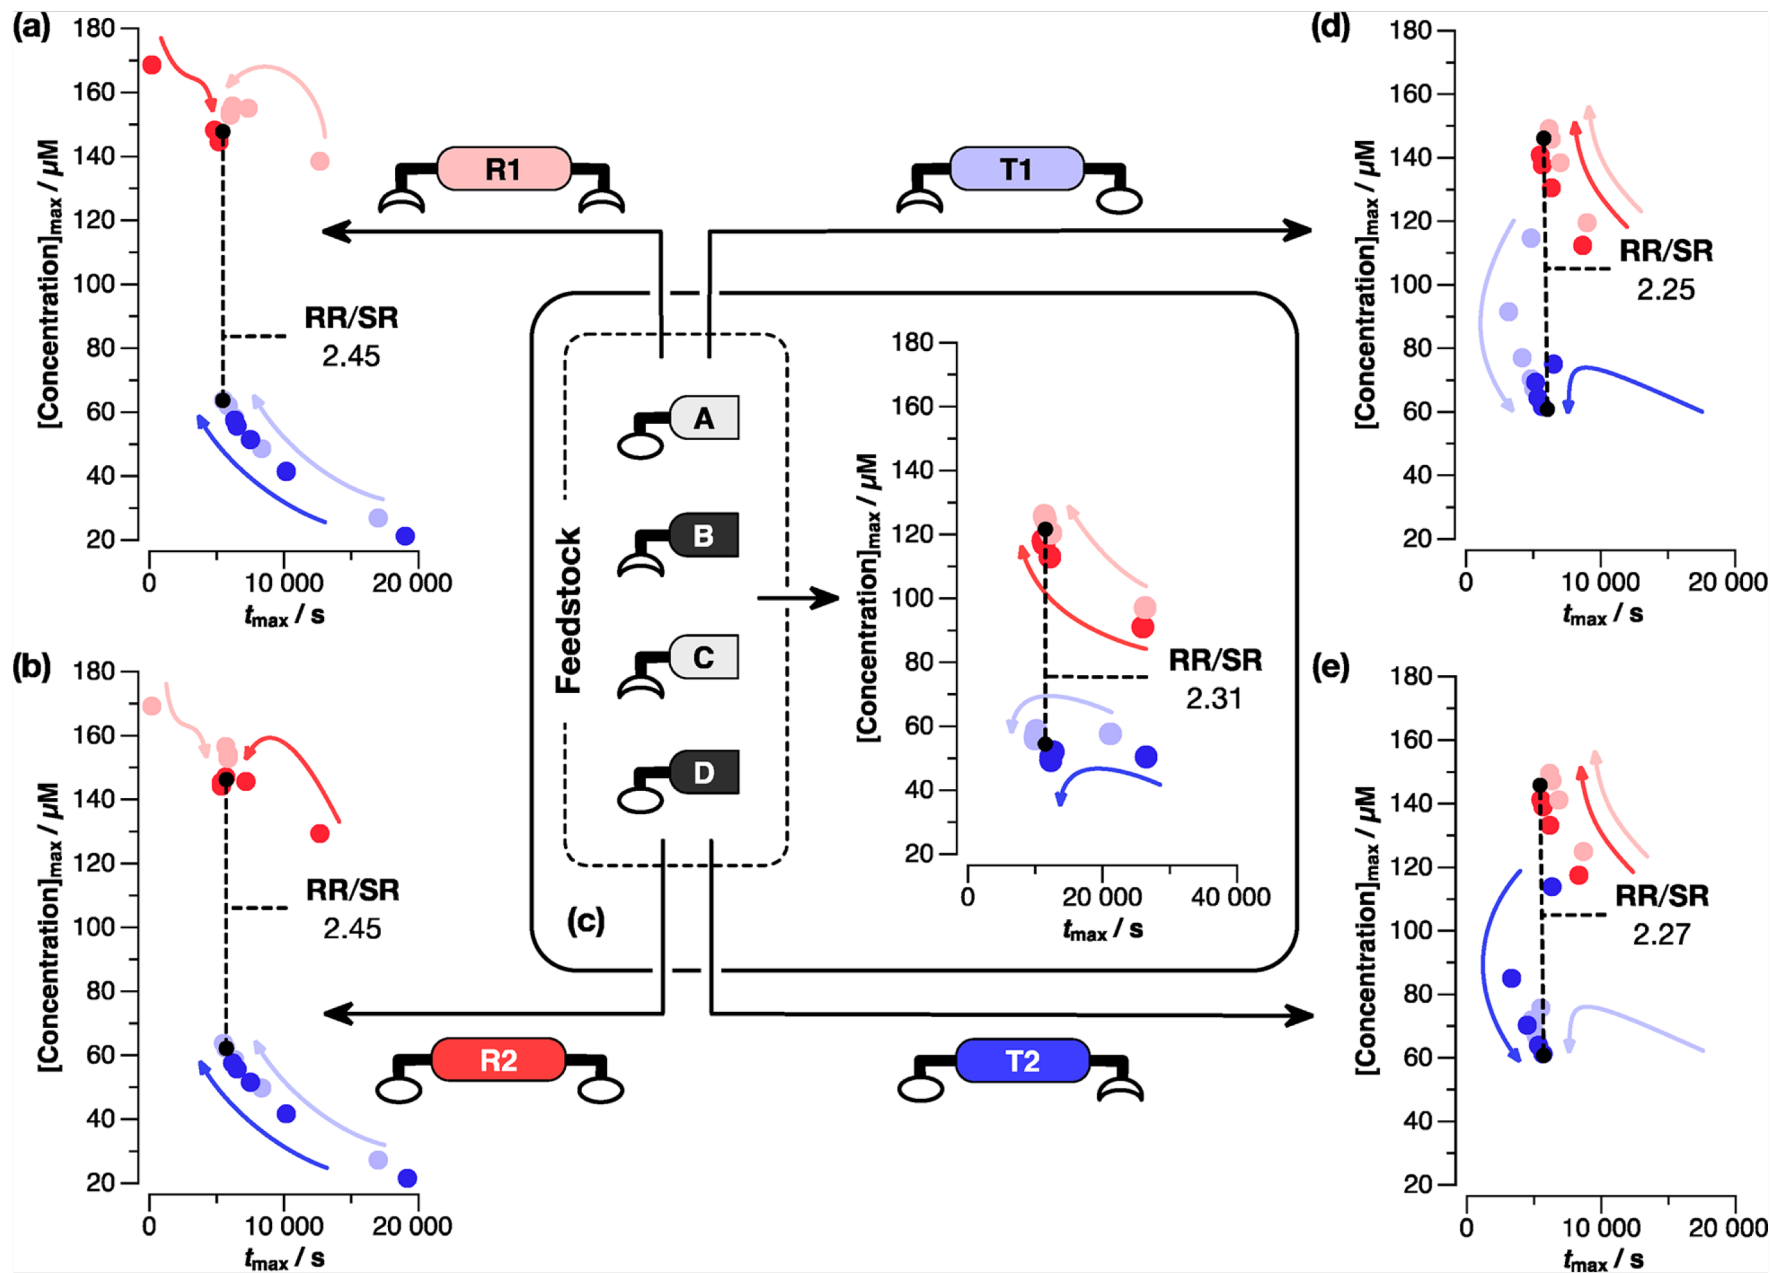 (a)
180
160
140
120
100
80
60
40
20
[Concentration]max / μM
0
10 000
20 000
tmax / s
RR/SR
2.45
R1
T1
(d)
180
160
140
120
100
80
60
40
20
[Concentration]max / μM
0
10 000
20 000
tmax / s
RR/SR
2.25
Feedstock
A
B
C
D
(c)
180
160
140
120
100
80
60
40
20
[Concentration]max / μM
0
20 000
40 000
tmax / s
RR/SR
2.31
(b)
180
160
140
120
100
80
60
40
20
[Concentration]max / μM
0
10 000
20 000
tmax / s
RR/SR
2.45
R2
T2
(e)
180
160
140
120
100
80
60
40
20
[Concentration]max / μM
0
10 000
20 000
tmax / s
RR/SR
2.27